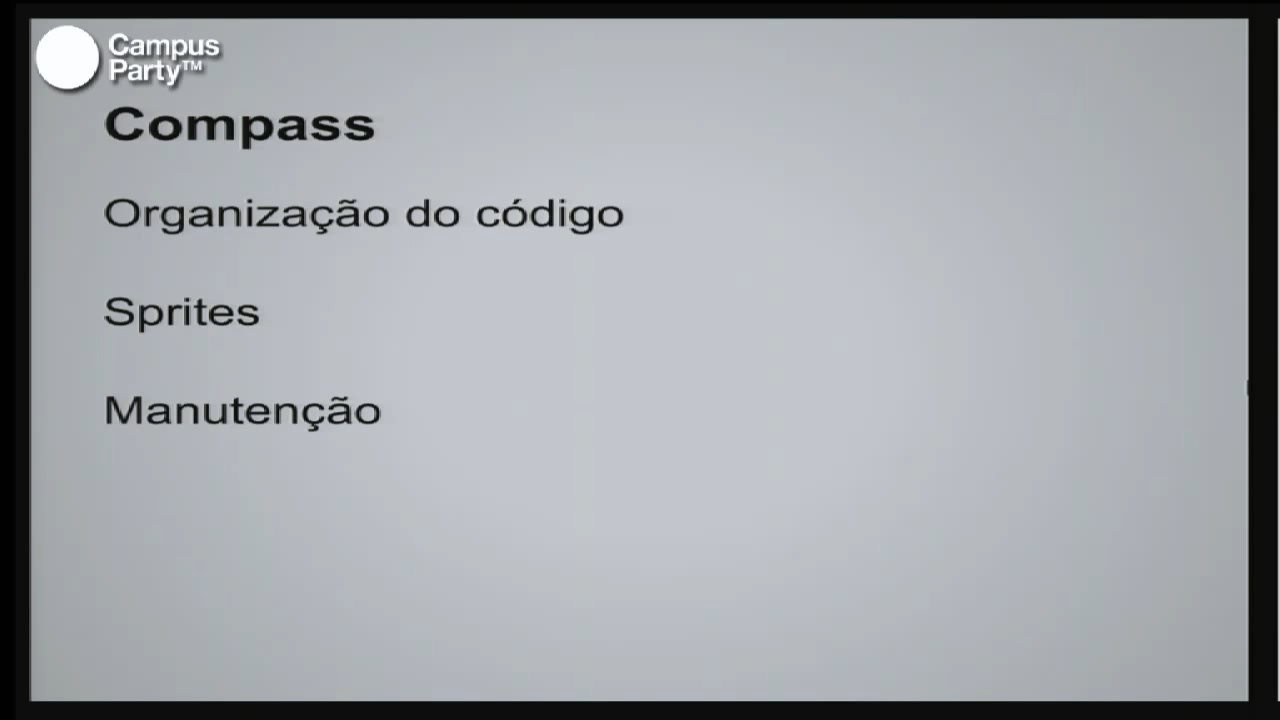 Campus
Party™
Compass
Organização do código
Sprites
Manutenção